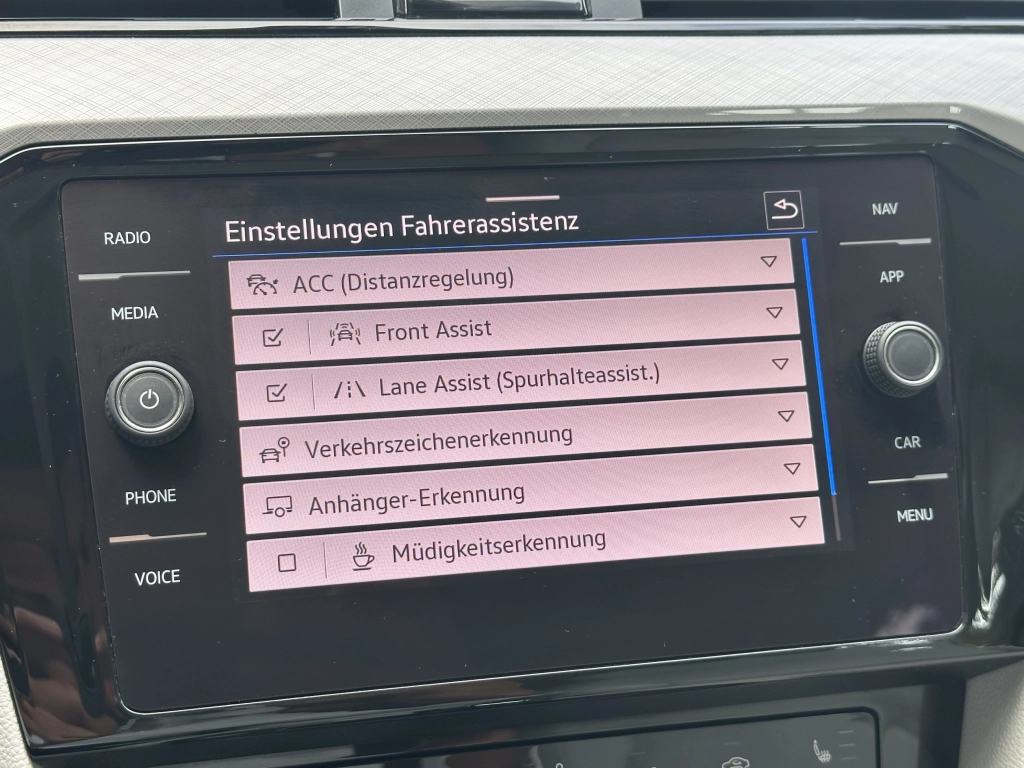 RADIO
MEDIA
PHONE
VOICE
Einstellungen Fahrerassistenz
ACC (Distanzregelung)
Front Assist
Lane Assist (Spurhalteassist.)
Verkehrszeichenerkennung
Anhänger-Erkennung
Müdigkeitserkennung
NAV
APP
CAR
MENU